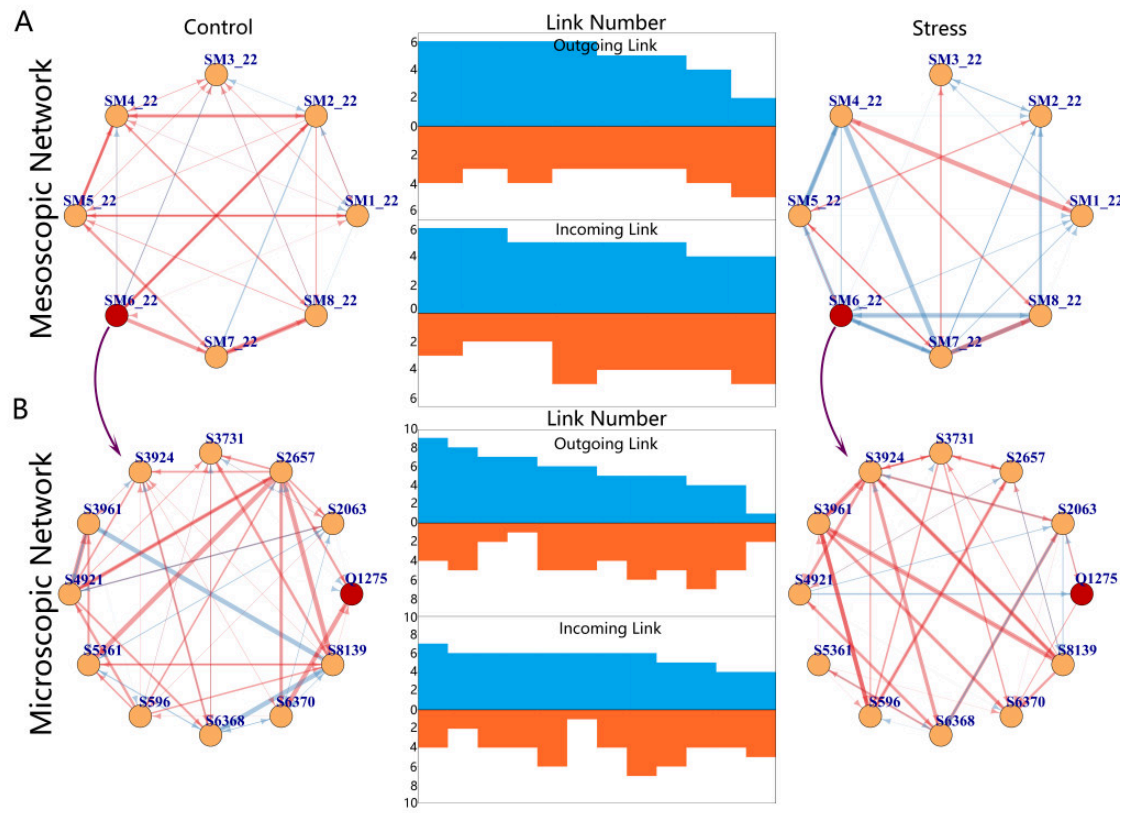 A
Control
Link Number
Stress
Mesoscopic Network
SM3_22
SM4_22
SM2_22
SM5_22
SM1_22
SM6_22
SM8_22
SM7_22
6
Outgoing Link
4
2
0
2
4
6
6
Incoming Link
4
2
0
2
4
6
SM3_22
SM4_22
SM2_22
SM5_22
SM1_22
SM6_22
SM8_22
SM7_22
B
Link Number
Microscopic Network
S3731
S3924
S2657
S3961
S2063
S4921
Q1275
S5361
S8139
S596
S6370
S6368
10
Outgoing Link
8
6
4
2
0
2
4
6
8
10
Incoming Link
8
6
4
2
0
2
4
6
8
10
S3731
S3924
S2657
S3961
S2063
S4921
Q1275
S5361
S8139
S596
S6370
S6368